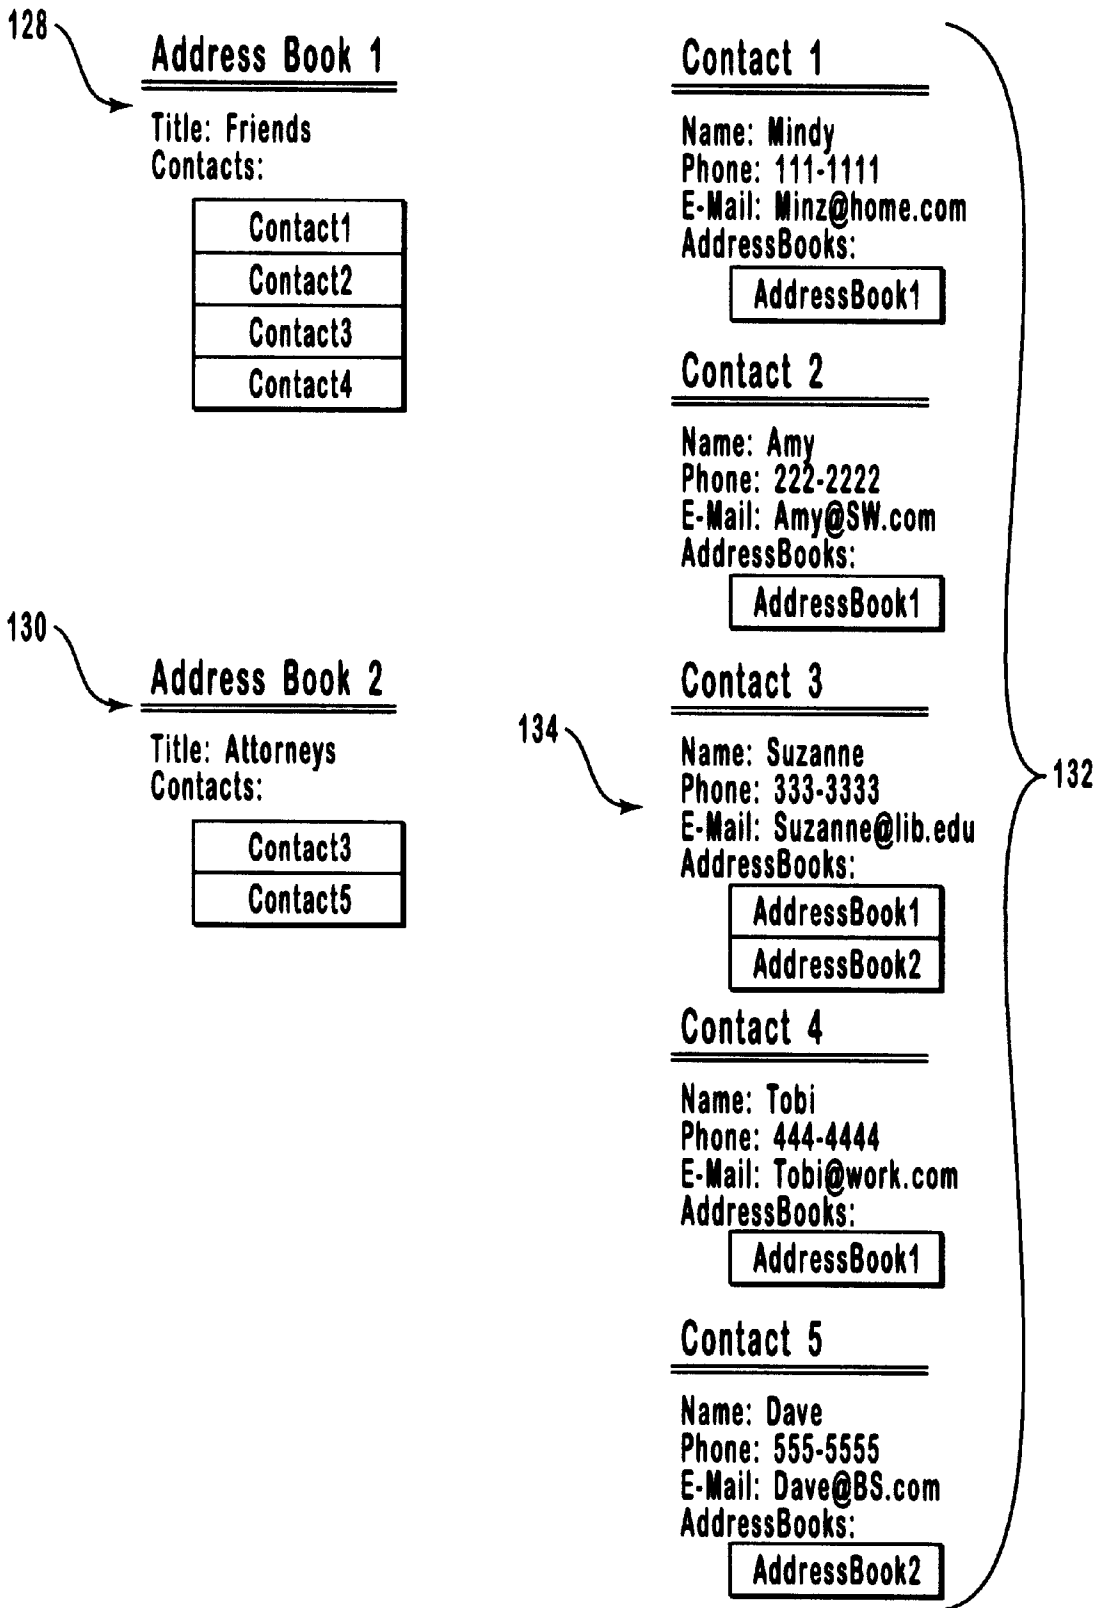 128
Address Book 1
Title: Friends
Contacts:
Contact1
Contact2
Contact3
Contact4
130
Address Book 2
Title: Attorneys
Contacts:
Contact3
Contact5
Contact 1
Name: Mindy
Phone: 111-1111
E-Mail: Minz@home.com
AddressBooks:
AddressBook1
Contact 2
Name: Amy
Phone: 222-2222
E-Mail: Amy@SW.com
AddressBooks:
AddressBook1
134
Contact 3
Name: Suzanne
Phone: 333-3333
E-Mail: Suzanne@lib.edu
AddressBooks:
AddressBook1
AddressBook2
Contact 4
Name: Tobi
Phone: 444-4444
E-Mail: Tobi@work.com
AddressBooks:
AddressBook1
Contact 5
Name: Dave
Phone: 555-5555
E-Mail: Dave@BS.com
AddressBooks:
AddressBook2
132